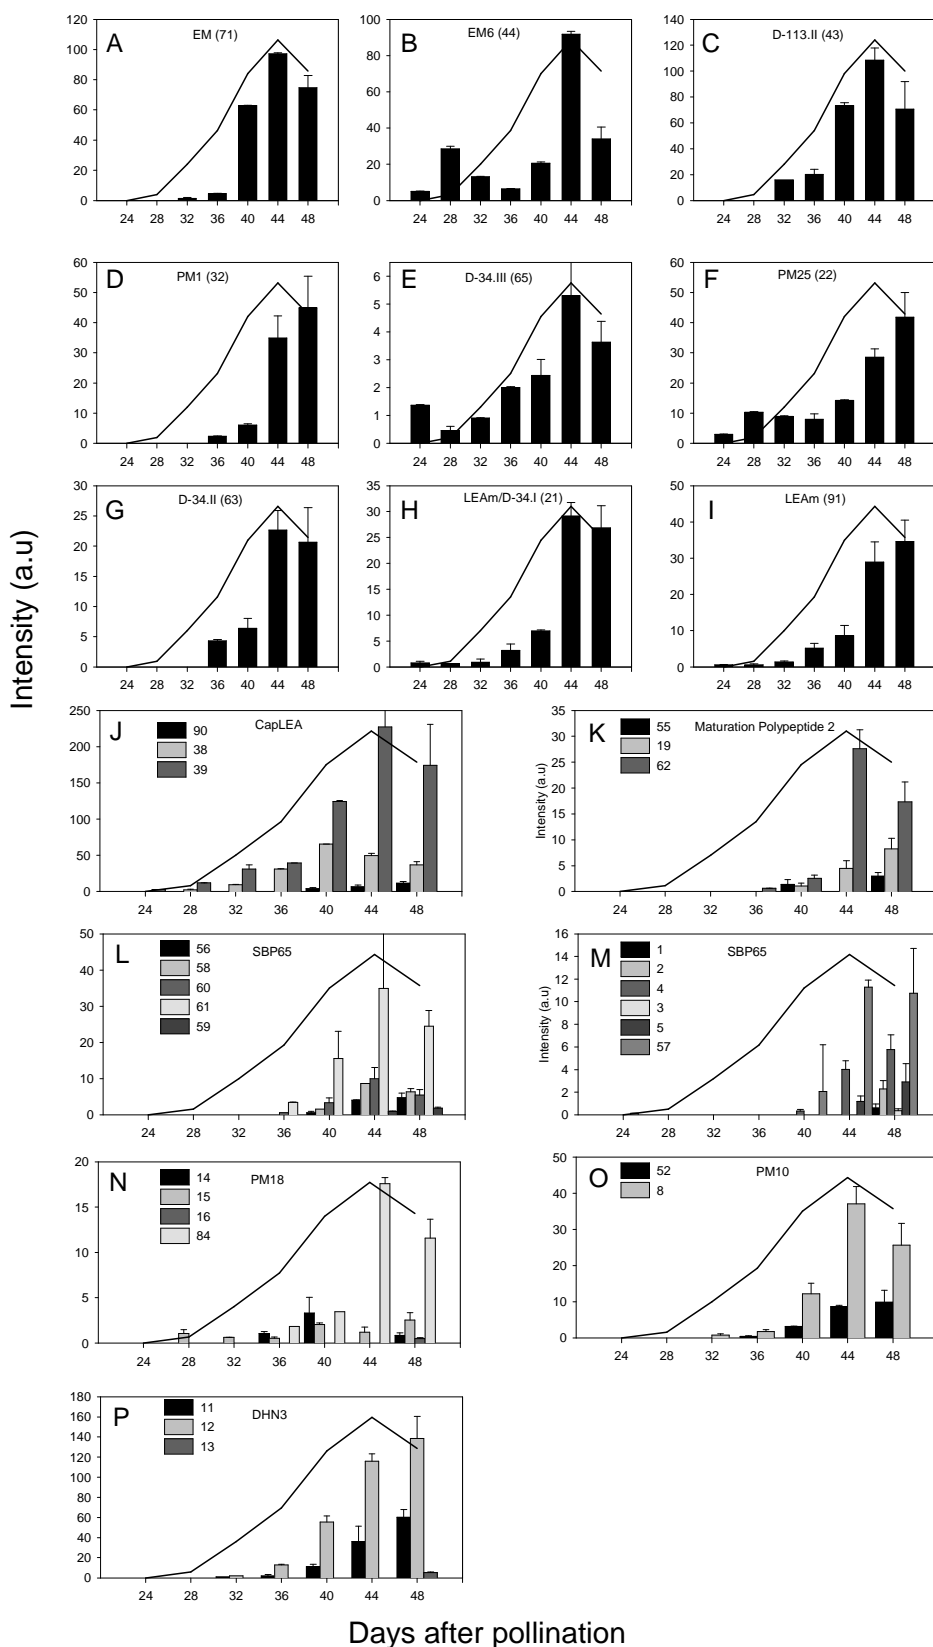 A
EM (71)
120
100
80
60
40
20
0
24 28 32 36 40 44 48
B
EM6 (44)
100
80
60
40
20
0
24 28 32 36 40 44 48
C
D-113.II (43)
140
120
100
80
60
40
20
0
24 28 32 36 40 44 48
D
PM1 (32)
60
50
40
30
20
10
0
24 28 32 36 40 44 48
E
D-34.III (65)
6
5
4
3
2
1
0
24 28 32 36 40 44 48
F
PM25 (22)
60
50
40
30
20
10
0
24 28 32 36 40 44 48
Intensity (a.u)
G
D-34.II (63)
30
25
20
15
10
5
0
24 28 32 36 40 44 48
H
LEAm/D-34.I (21)
35
30
25
20
15
10
5
0
24 28 32 36 40 44 48
I
LEAm (91)
50
40
30
20
10
0
24 28 32 36 40 44 48
J
CapLEA
90
38
39
250
200
150
100
50
0
24 28 32 36 40 44 48
K
Maturation Polypeptide 2
55
19
62
Intensity (a.u)
35
30
25
20
15
10
5
0
24 28 32 36 40 44 48
L
SBP65
56
58
60
61
59
50
40
30
20
10
0
24 28 32 36 40 44 48
M
SBP65
1
2
4
3
5
57
Intensity (a.u)
16
14
12
10
8
6
4
2
0
24 28 32 36 40 44 48
N
PM18
14
15
16
84
20
15
10
5
0
24 28 32 36 40 44 48
O
PM10
52
8
50
40
30
20
10
0
24 28 32 36 40 44 48
P
DHN3
11
12
13
180
160
140
120
100
80
60
40
20
0
24 28 32 36 40 44 48
Days after pollination